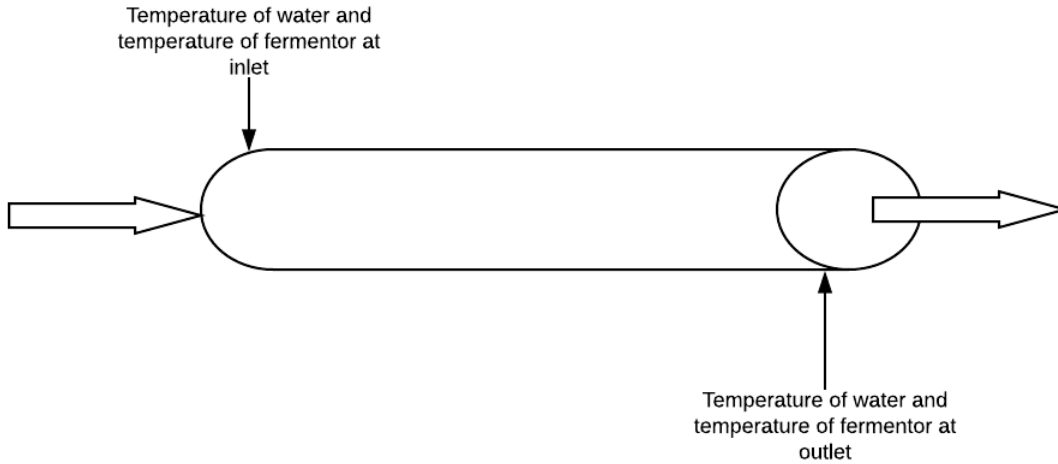 Temperature of water and
temperature of fermentor at
inlet
Temperature of water and
temperature of fermentor at
outlet